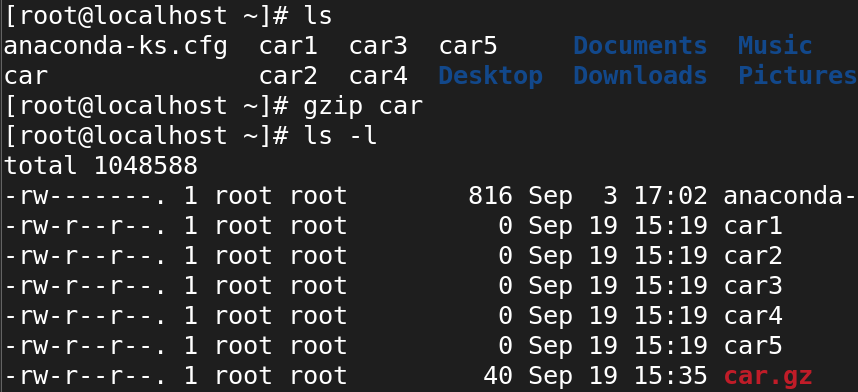 [root@localhost ~]# ls
anaconda-ks.cfg  car1  car3  car5     Documents  Music
car              car2  car4  Desktop  Downloads  Pictures
[root@localhost ~]# gzip car
[root@localhost ~]# ls -l
total 1048588
-rw-------. 1 root root        816 Sep  3 17:02 anaconda-
-rw-r--r--. 1 root root          0 Sep 19 15:19 car1
-rw-r--r--. 1 root root          0 Sep 19 15:19 car2
-rw-r--r--. 1 root root          0 Sep 19 15:19 car3
-rw-r--r--. 1 root root          0 Sep 19 15:19 car4
-rw-r--r--. 1 root root          0 Sep 19 15:19 car5
-rw-r--r--. 1 root root         40 Sep 19 15:35 car.gz